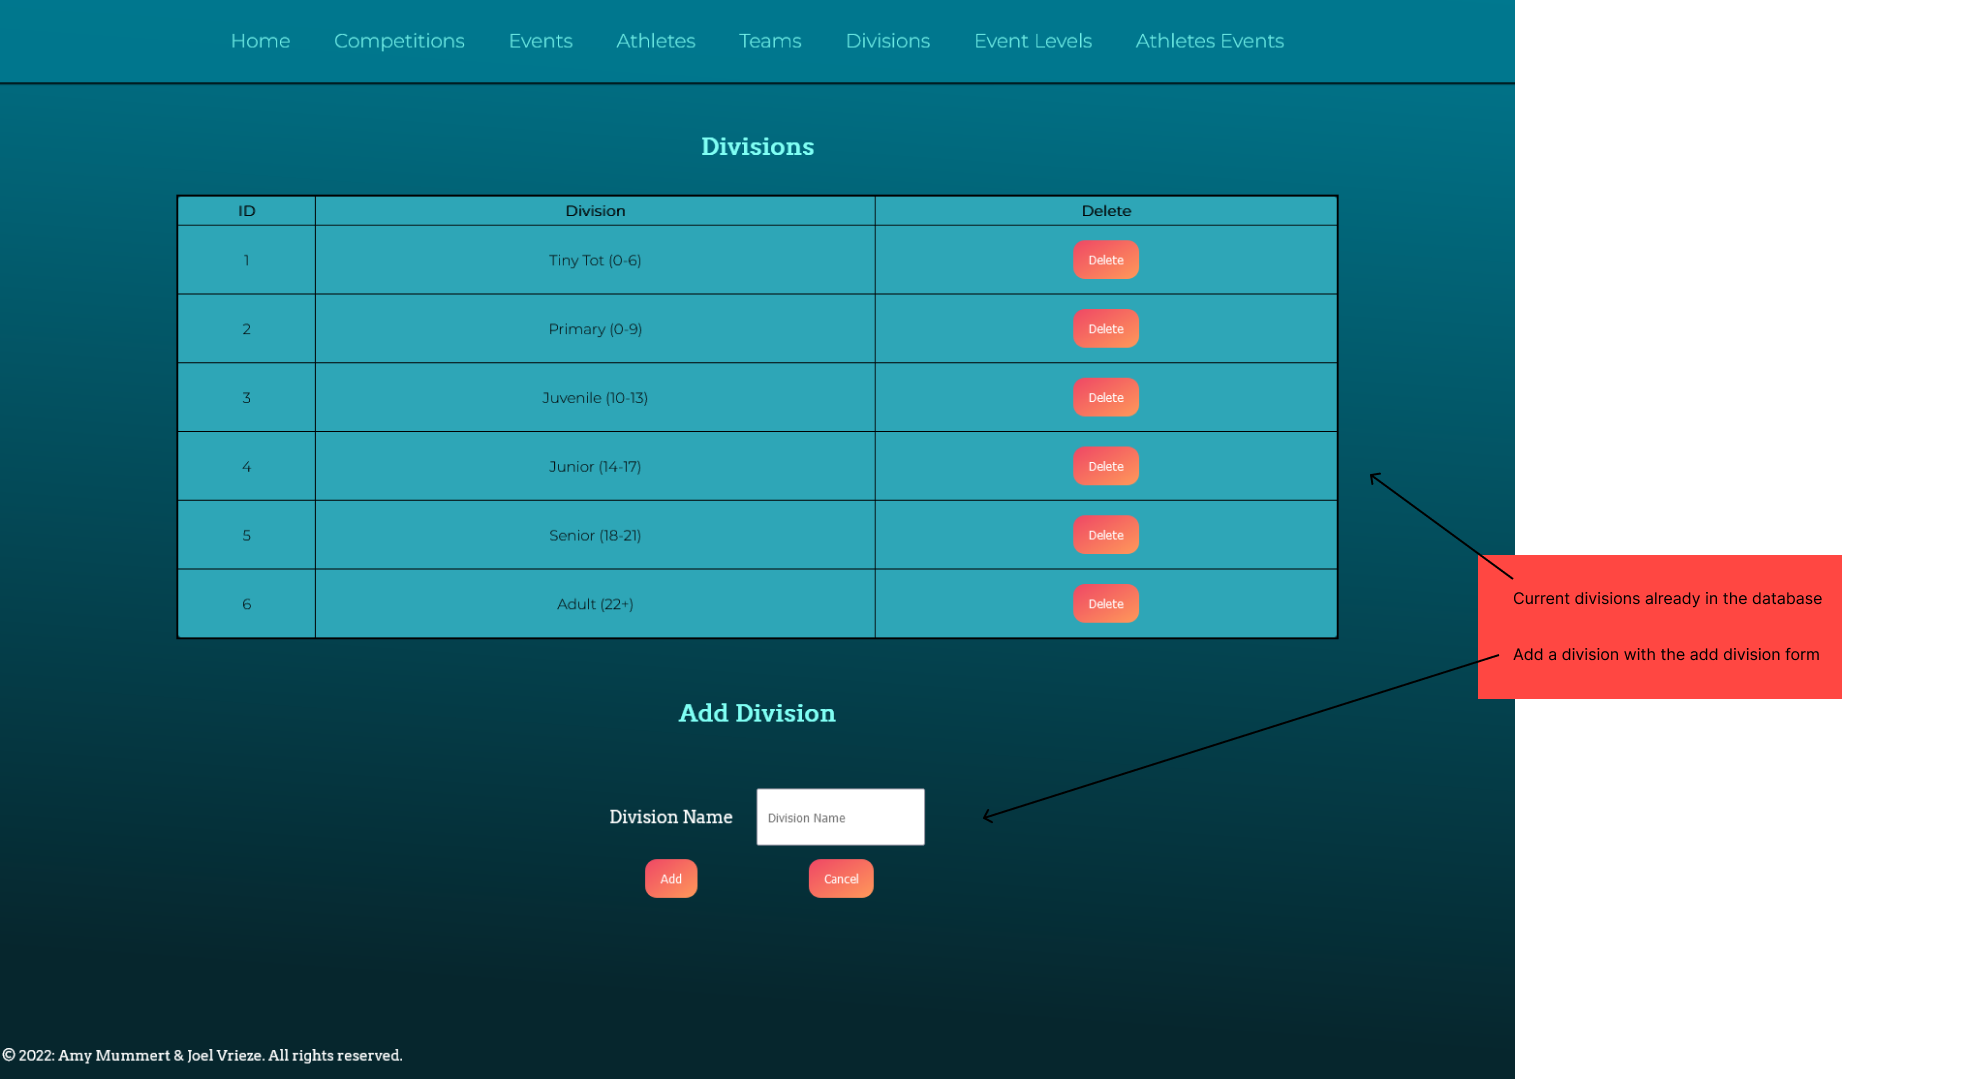 Home Competitions Events Athletes Teams Divisions Event Levels Athletes Events
Divisions
ID Division Delete
1 Tiny Tot (0-6) Delete
2 Primary (0-9) Delete
3 Juvenile (10-13) Delete
4 Junior (14-17) Delete
5 Senior (18-21) Delete
6 Adult (22+) Delete
Current divisions already in the database
Add a division with the add division form
Add Division
Division Name Division Name
Add Cancel
© 2022: Amy Mummert & Joel Vrieze. All rights reserved.